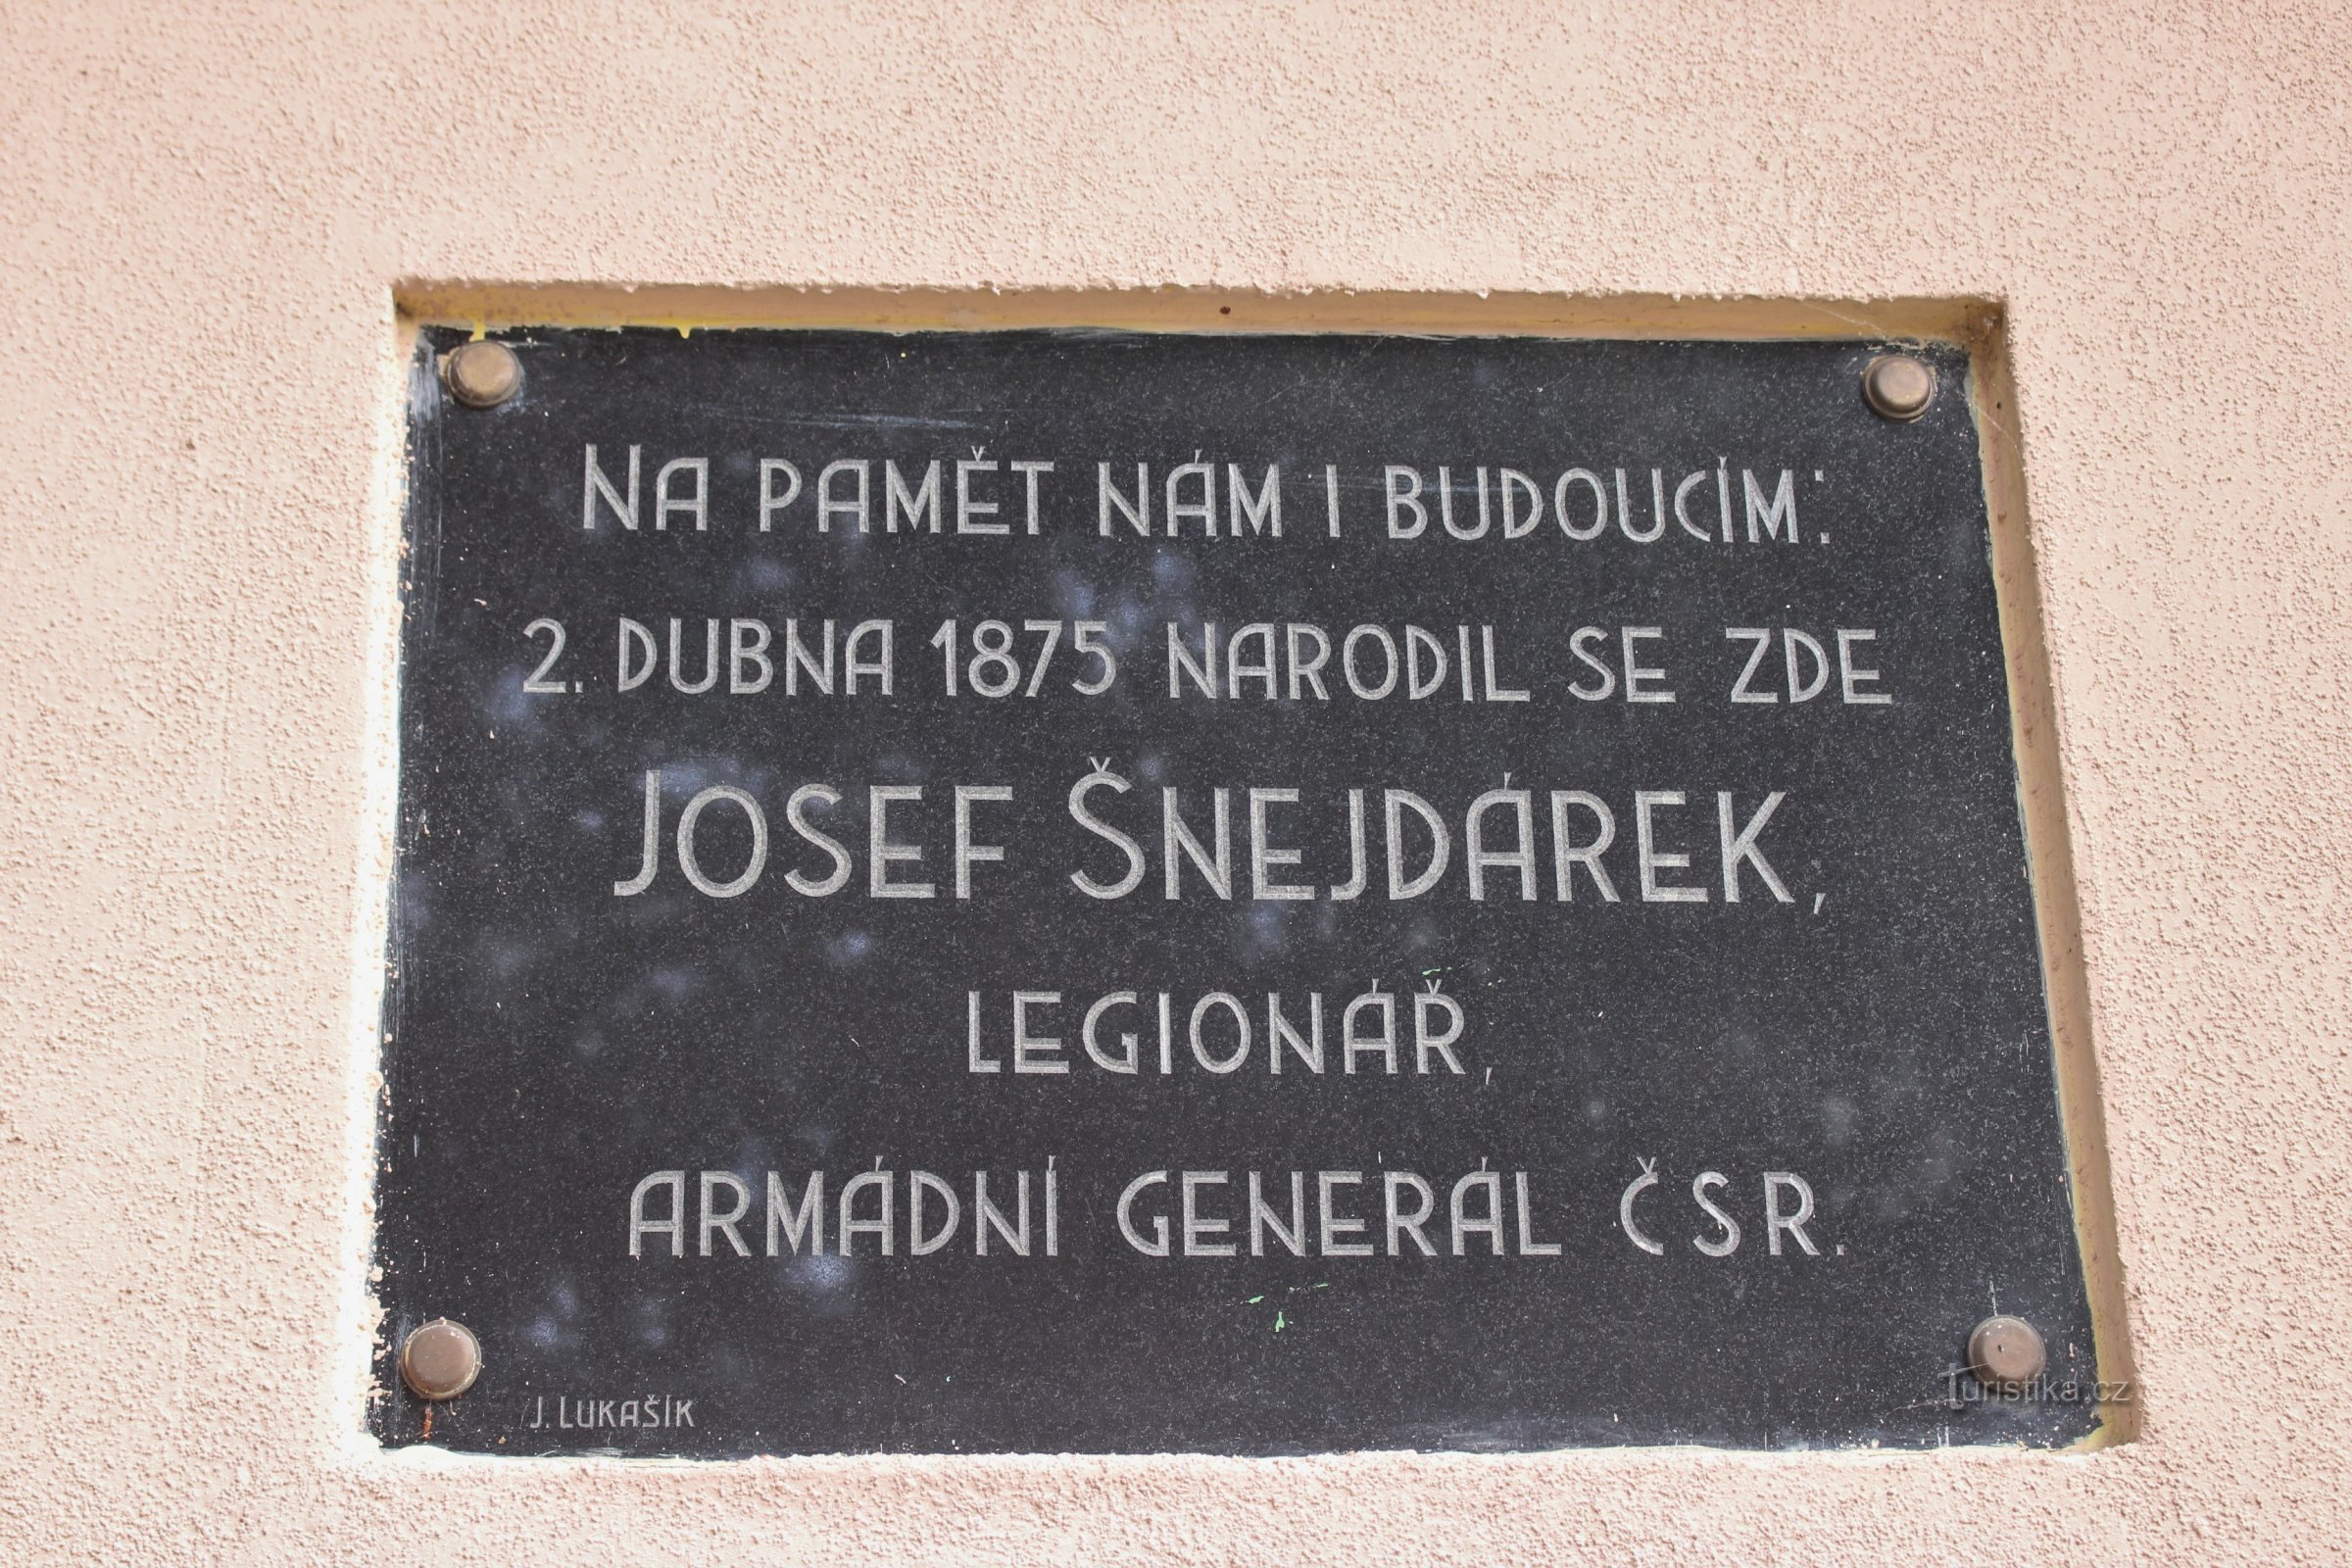 NA PAMĚT NÁM I BUDOUCÍM:
2. DUBNA 1875 NARODIL SE ZDE
JOSEF ŠNEJDÁREK,
LEGIONÁŘ,
ARMÁDNÍ GENERÁL ČSR.
J. LUKAŠÍK
Turistika.cz